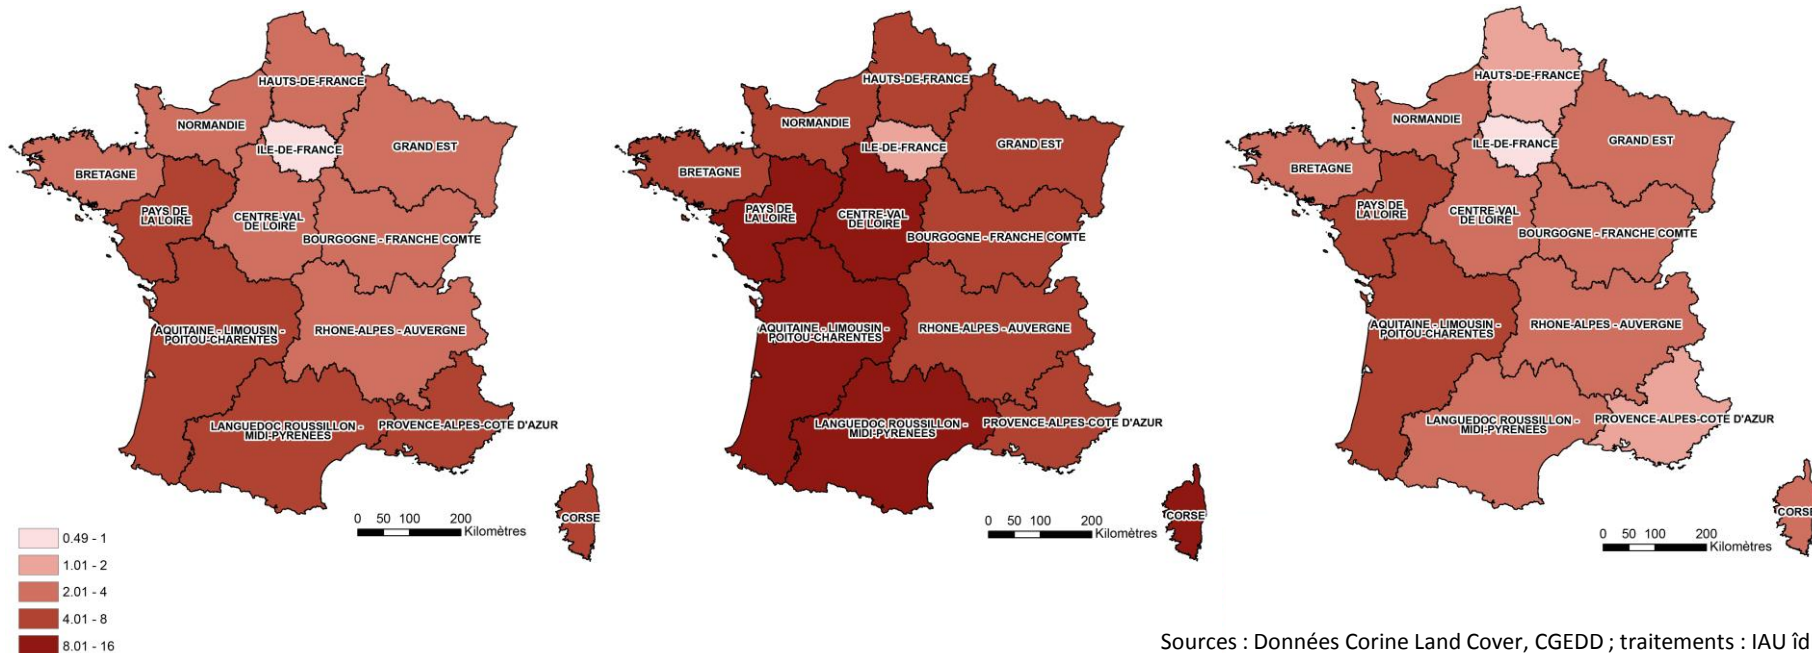 HAUTS-DE-FRANCE
NORMANDIE
ILE-DE-FRANCE
GRAND EST
BRETAGNE
PAYS DE
LA LOIRE
CENTRE-VAL
DE LOIRE
BOURGOGNE - FRANCHE COMTE
AQUITAINE - LIMOUSIN -
POITOU-CHARENTES
RHONE-ALPES - AUVERGNE
LANGUEDOC ROUSSILLON -
MIDI-PYRENEES
PROVENCE-ALPES-COTE D'AZUR
CORSE
0 50 100 200
Kilomètres
0.49 - 1
1.01 - 2
2.01 - 4
4.01 - 8
8.01 - 16
HAUTS-DE-FRANCE
NORMANDIE
ILE-DE-FRANCE
GRAND EST
BRETAGNE
PAYS DE
LA LOIRE
CENTRE-VAL
DE LOIRE
BOURGOGNE - FRANCHE COMTE
AQUITAINE - LIMOUSIN -
POITOU-CHARENTES
RHONE-ALPES - AUVERGNE
LANGUEDOC ROUSSILLON -
MIDI-PYRENEES
PROVENCE-ALPES-COTE D'AZUR
CORSE
0 50 100 200
Kilomètres
HAUTS-DE-FRANCE
NORMANDIE
ILE-DE-FRANCE
GRAND EST
BRETAGNE
PAYS DE
LA LOIRE
CENTRE-VAL
DE LOIRE
BOURGOGNE - FRANCHE COMTE
AQUITAINE - LIMOUSIN -
POITOU-CHARENTES
RHONE-ALPES - AUVERGNE
LANGUEDOC ROUSSILLON -
MIDI-PYRENEES
PROVENCE-ALPES-COTE D'AZUR
CORSE
0 50 100 200
Kilomètres
Sources : Données Corine Land Cover, CGEDD ; traitements : IAU îd